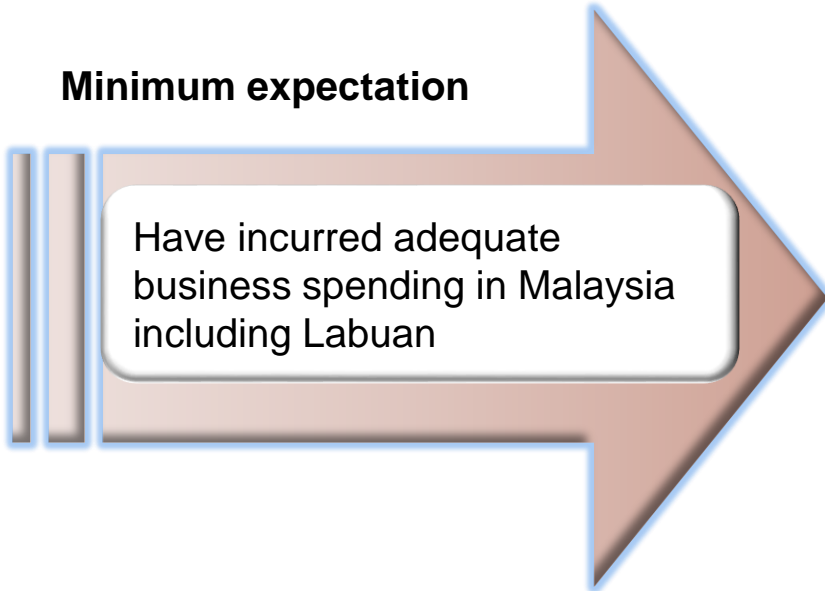 Minimum expectation
Have incurred adequate
business spending in Malaysia
including Labuan